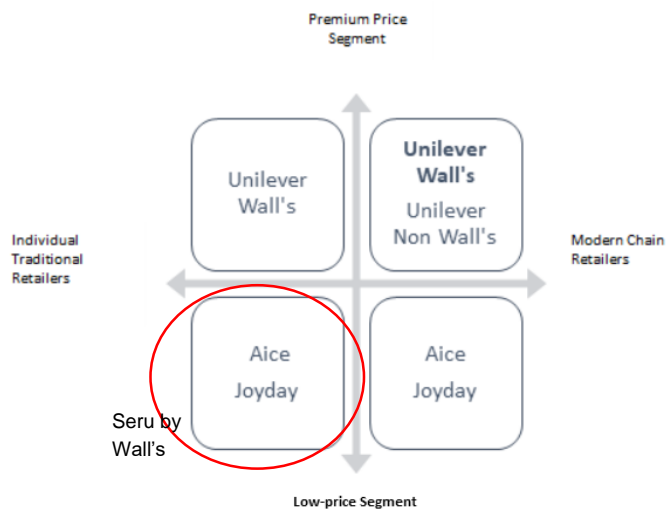 Premium Price
Segment
Unilever
Wall's
Unilever
Wall's
Unilever
Non Wall's
Individual
Traditional
Retailers
Modern Chain
Retailers
Aice
Joyday
Aice
Joyday
Seru by
Wall’s
Low-price Segment